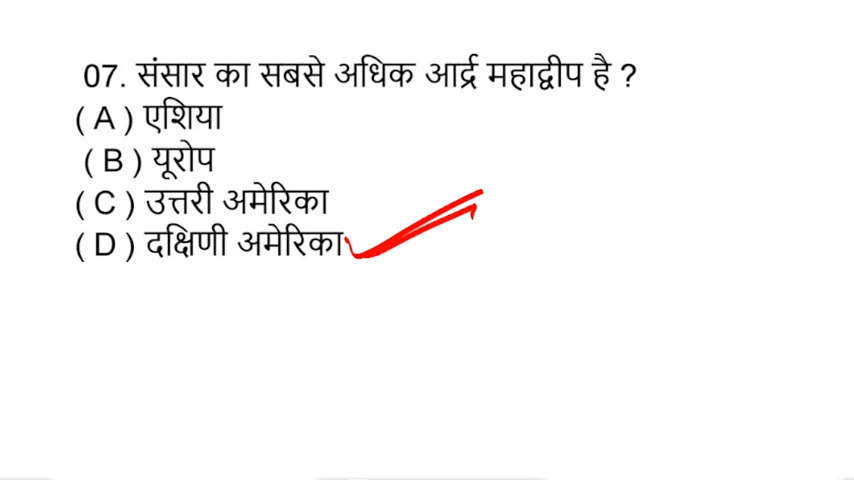 07. संसार का सबसे अधिक आर्द्र महाद्वीप है ?
( A ) एशिया
( B ) यूरोप
( C ) उत्तरी अमेरिका
( D ) दक्षिणी अमेरिका